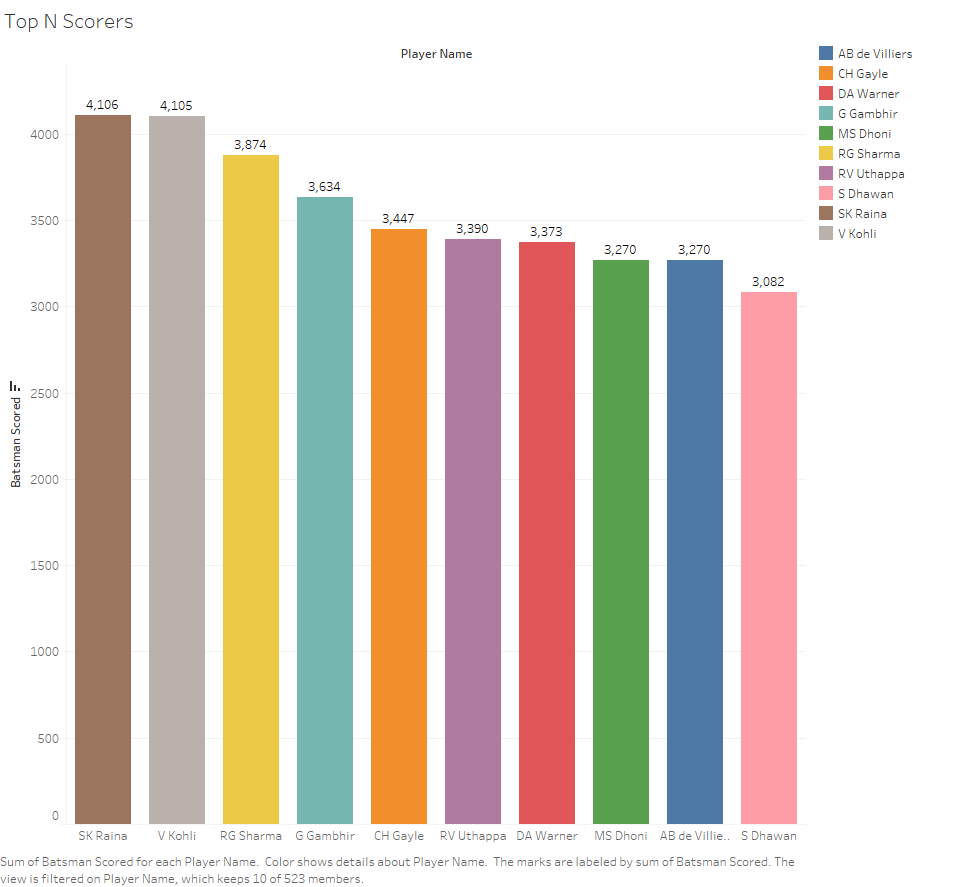 Top N Scorers
Player Name
AB de Villiers
CH Gayle
DA Warner
G Gambhir
MS Dhoni
RG Sharma
RV Uthappa
S Dhawan
SK Raina
V Kohli
4,106
4,105
3,874
3,634
3,447
3,390
3,373
3,270
3,270
3,082
4000
3500
3000
2500
2000
1500
1000
500
0
Batsman Scored
SK Raina V Kohli RG Sharma G Gambhir CH Gayle RV Uthappa DA Warner MS Dhoni AB de Villie.. S Dhawan
Sum of Batsman Scored for each Player Name. Color shows details about Player Name. The marks are labeled by sum of Batsman Scored. The
view is filtered on Player Name, which keeps 10 of 523 members.